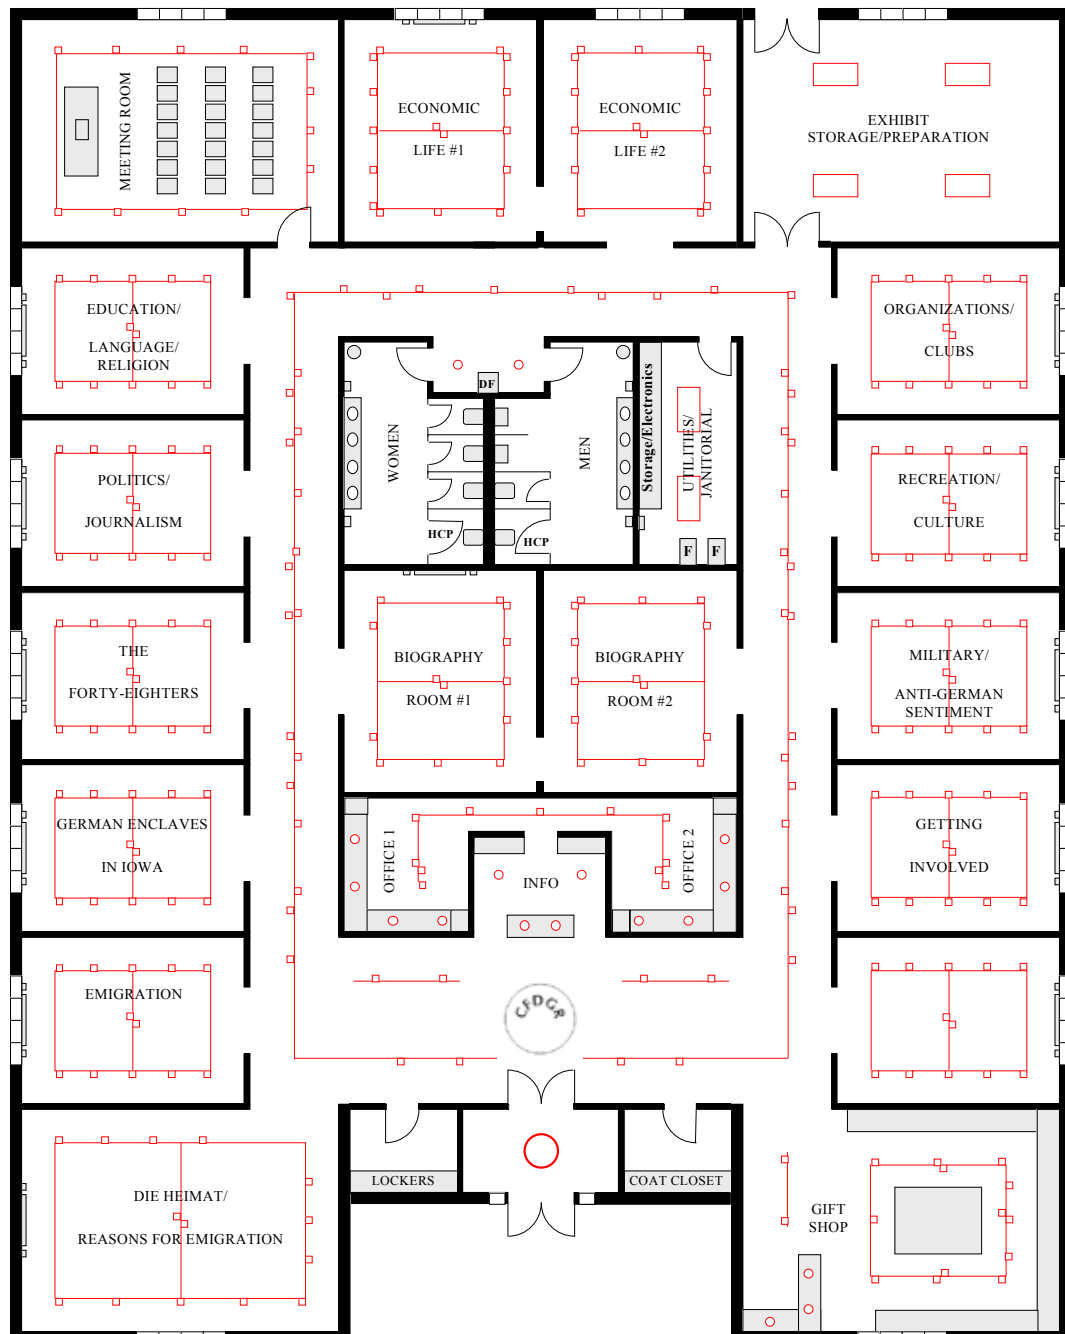 MEETING ROOM
ECONOMIC
LIFE #1
ECONOMIC
LIFE #2
EXHIBIT
STORAGE/PREPARATION
EDUCATION/
LANGUAGE/
RELIGION
ORGANIZATIONS/
CLUBS
DF
WOMEN
MEN
Storage/Electronics
UTILITIES/
JANITORIAL
HCP
HCP
F
F
POLITICS/
JOURNALISM
RECREATION/
CULTURE
THE
FORTY-EIGHTERS
BIOGRAPHY
ROOM #1
BIOGRAPHY
ROOM #2
MILITARY/
ANTI-GERMAN
SENTIMENT
GERMAN ENCLAVES
IN IOWA
OFFICE 1
INFO
OFFICE 2
GETTING
INVOLVED
EMIGRATION
CFDGR
LOCKERS
COAT CLOSET
DIE HEIMAT/
REASONS FOR EMIGRATION
GIFT
SHOP